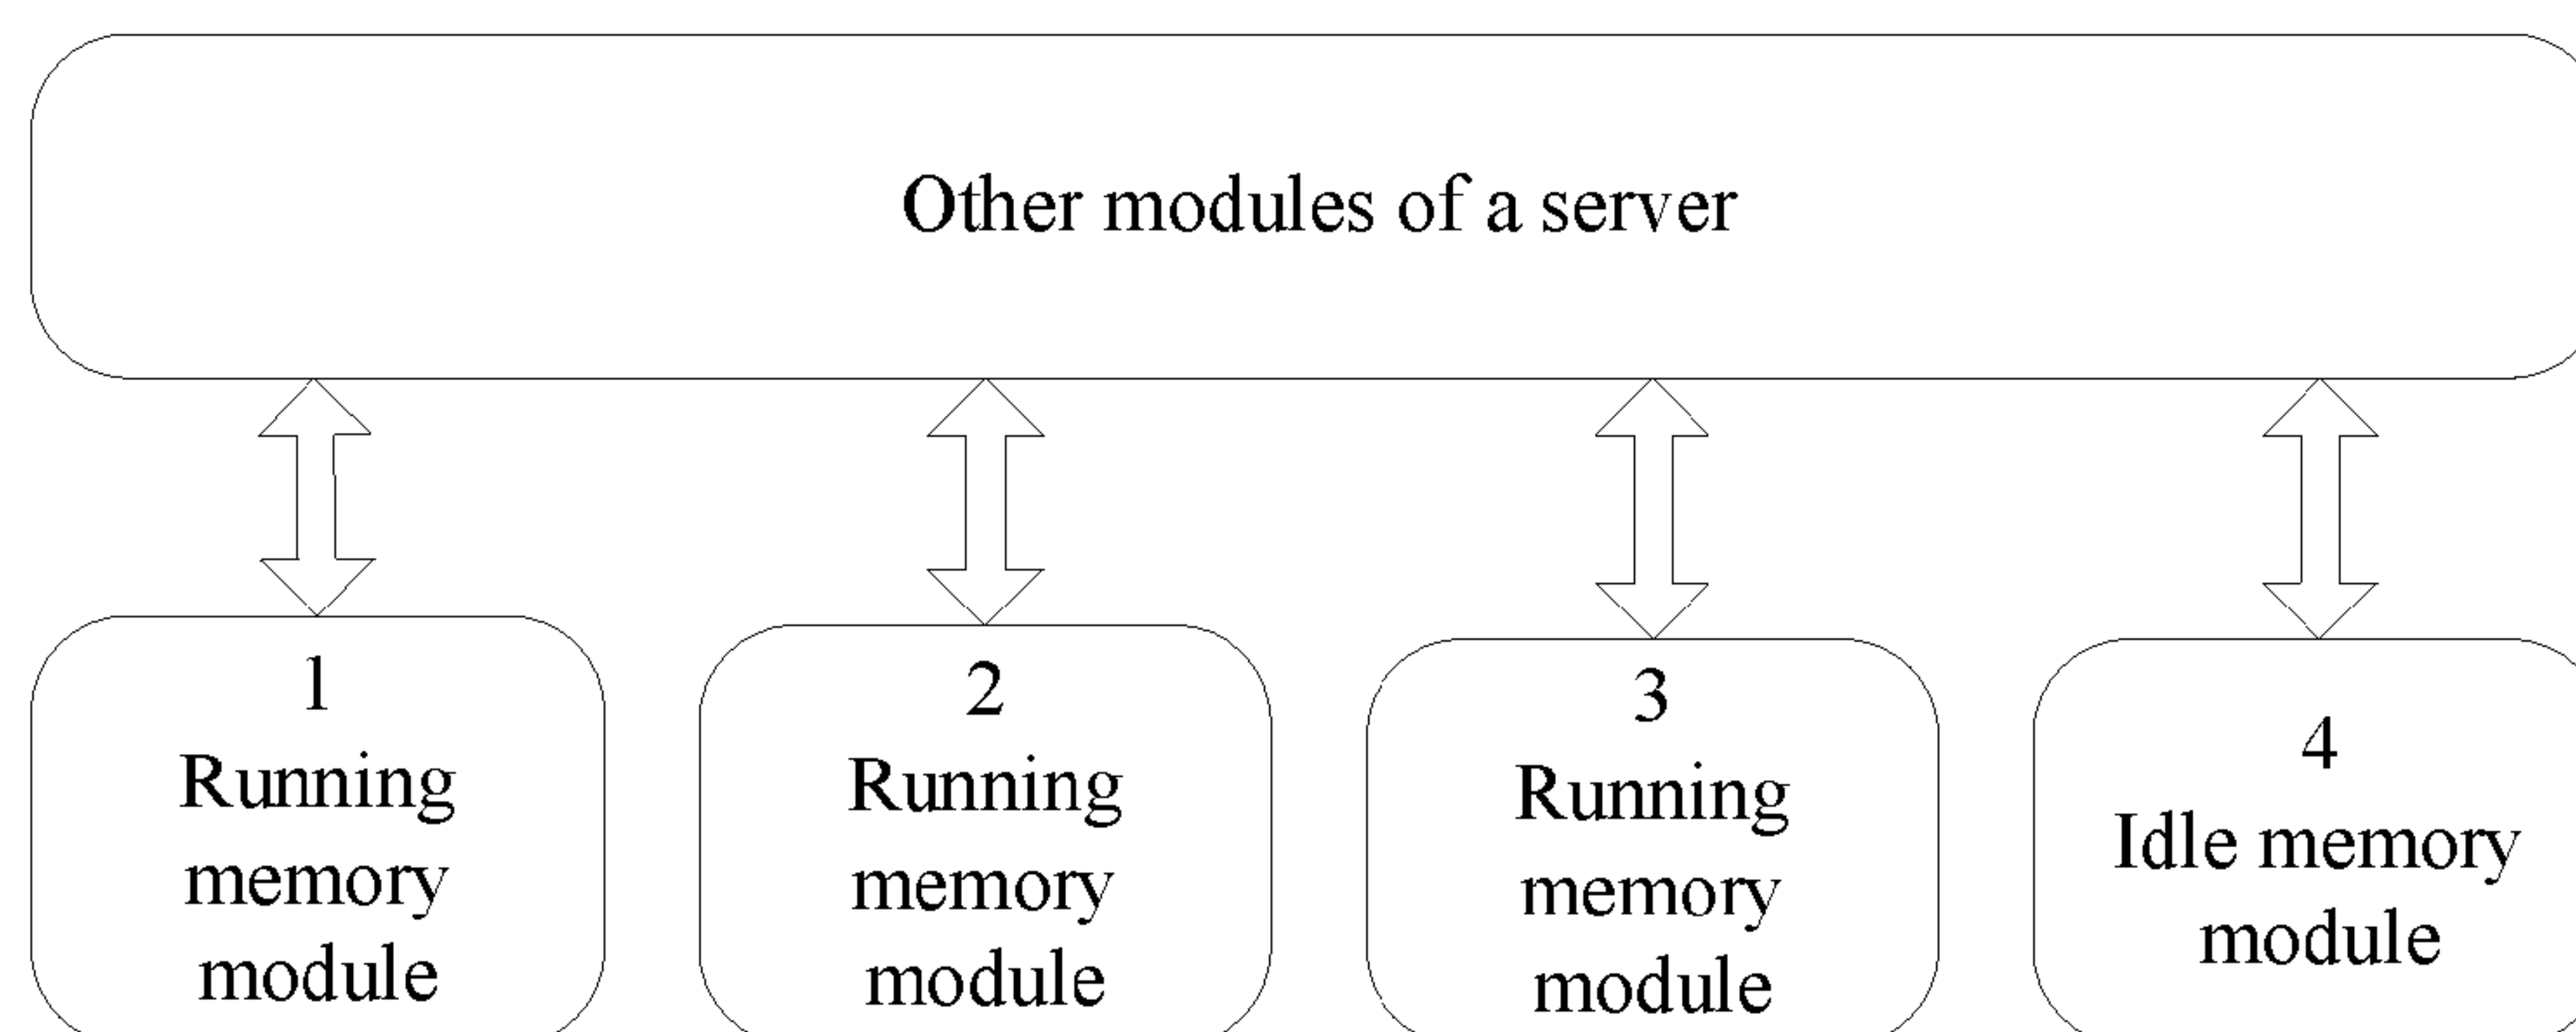 Other modules of a server
1
Running
memory
module
2
Running
memory
module
3
Running
memory
module
4
Idle memory
module